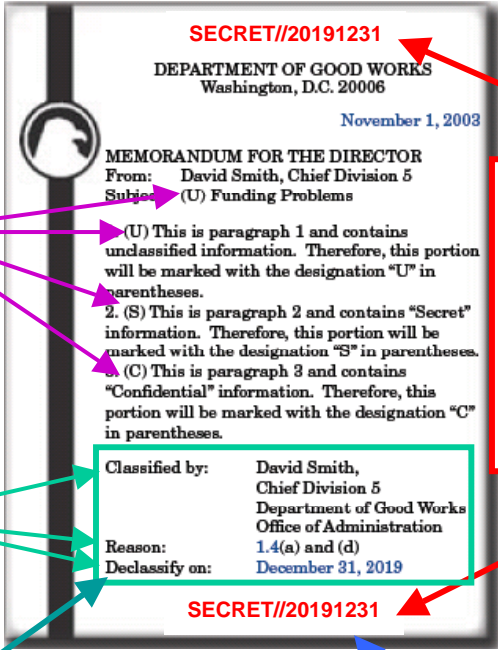 SECRET//20191231
DEPARTMENT OF GOOD WORKS
Washington, D.C. 20006
November 1, 2003
MEMORANDUM FOR THE DIRECTOR
From: David Smith, Chief Division 5
Subjec (U) Funding Problems
(U) This is paragraph 1 and contains
unclassified information. Therefore, this portion
will be marked with the designation “U” in
parentheses.
2. (S) This is paragraph 2 and contains “Secret”
information. Therefore, this portion will be
marked with the designation “S” in parentheses.
(C) This is paragraph 3 and contains
“Confidential” information. Therefore, this
portion will be marked with the designation “C”
in parentheses.
Classified by: David Smith,
Chief Division 5
Department of Good Works
Office of Administration
Reason: 1.4(a) and (d)
Declassify on: December 31, 2019
SECRET//20191231